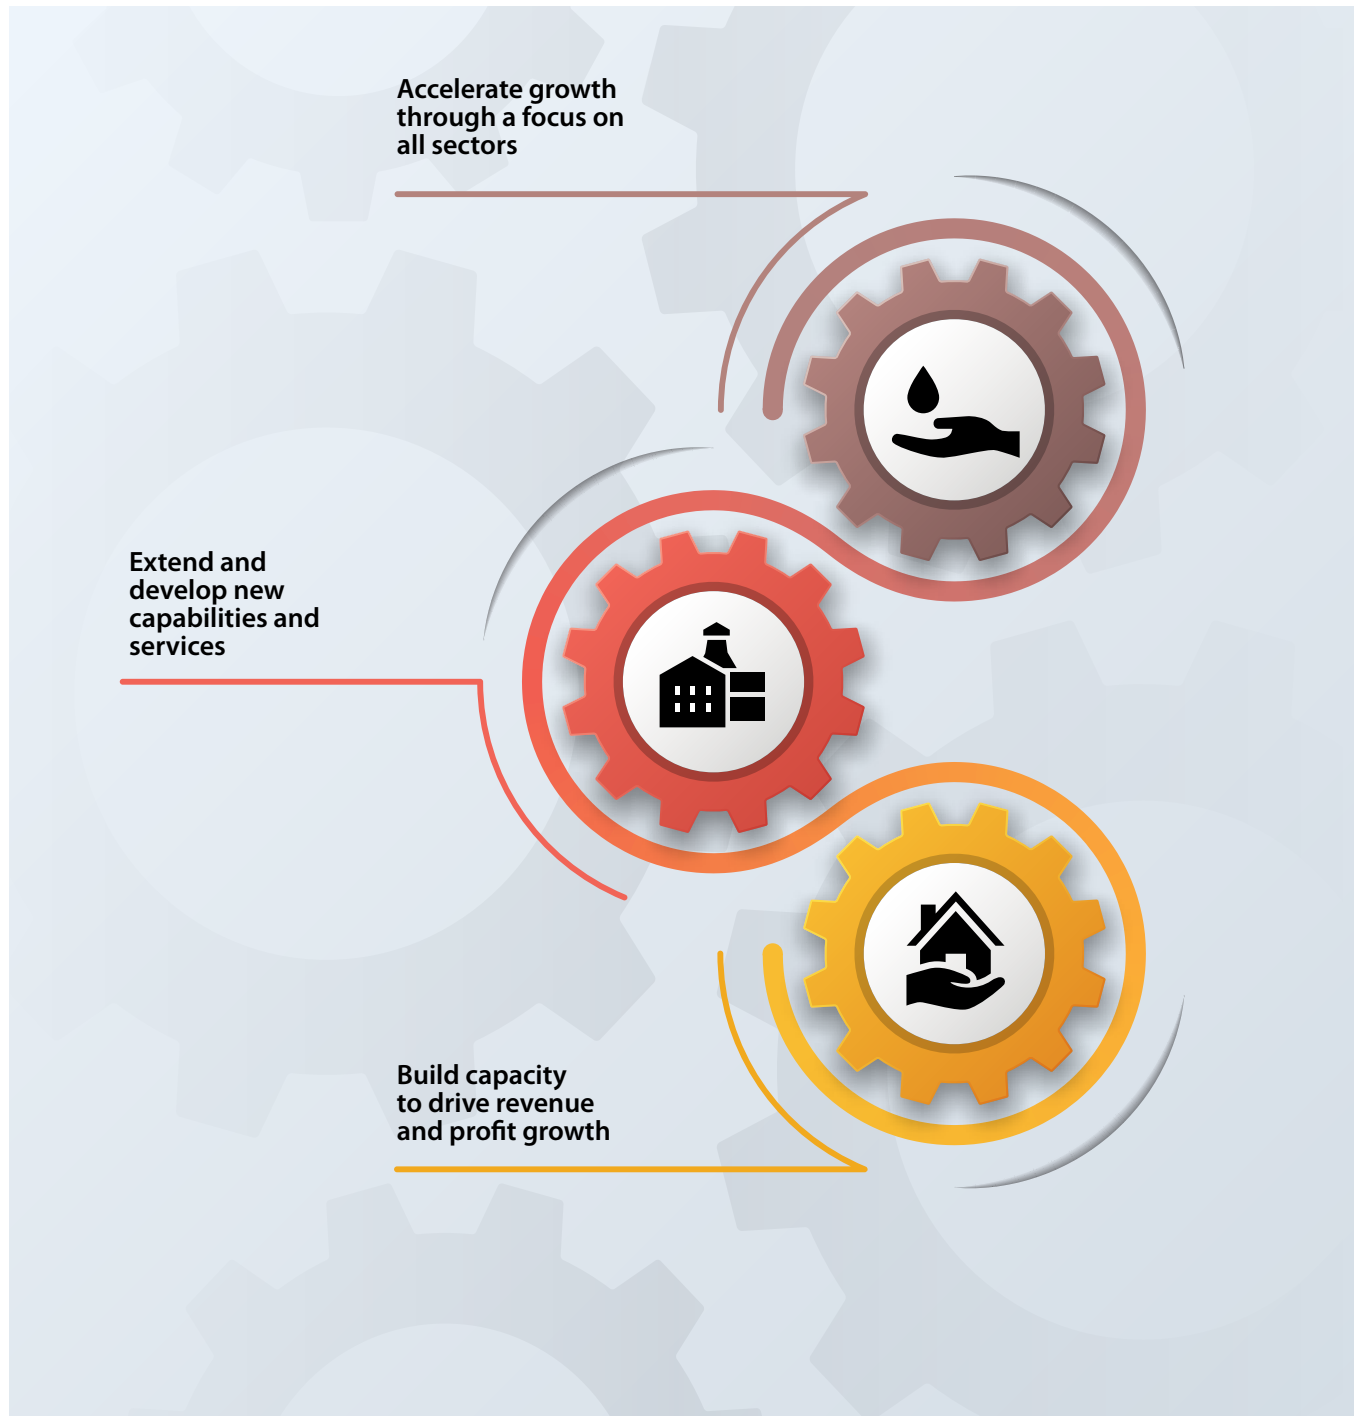 Accelerate growth
through a focus on
all sectors
Extend and
develop new
capabilities and
services
Build capacity
to drive revenue
and profit growth